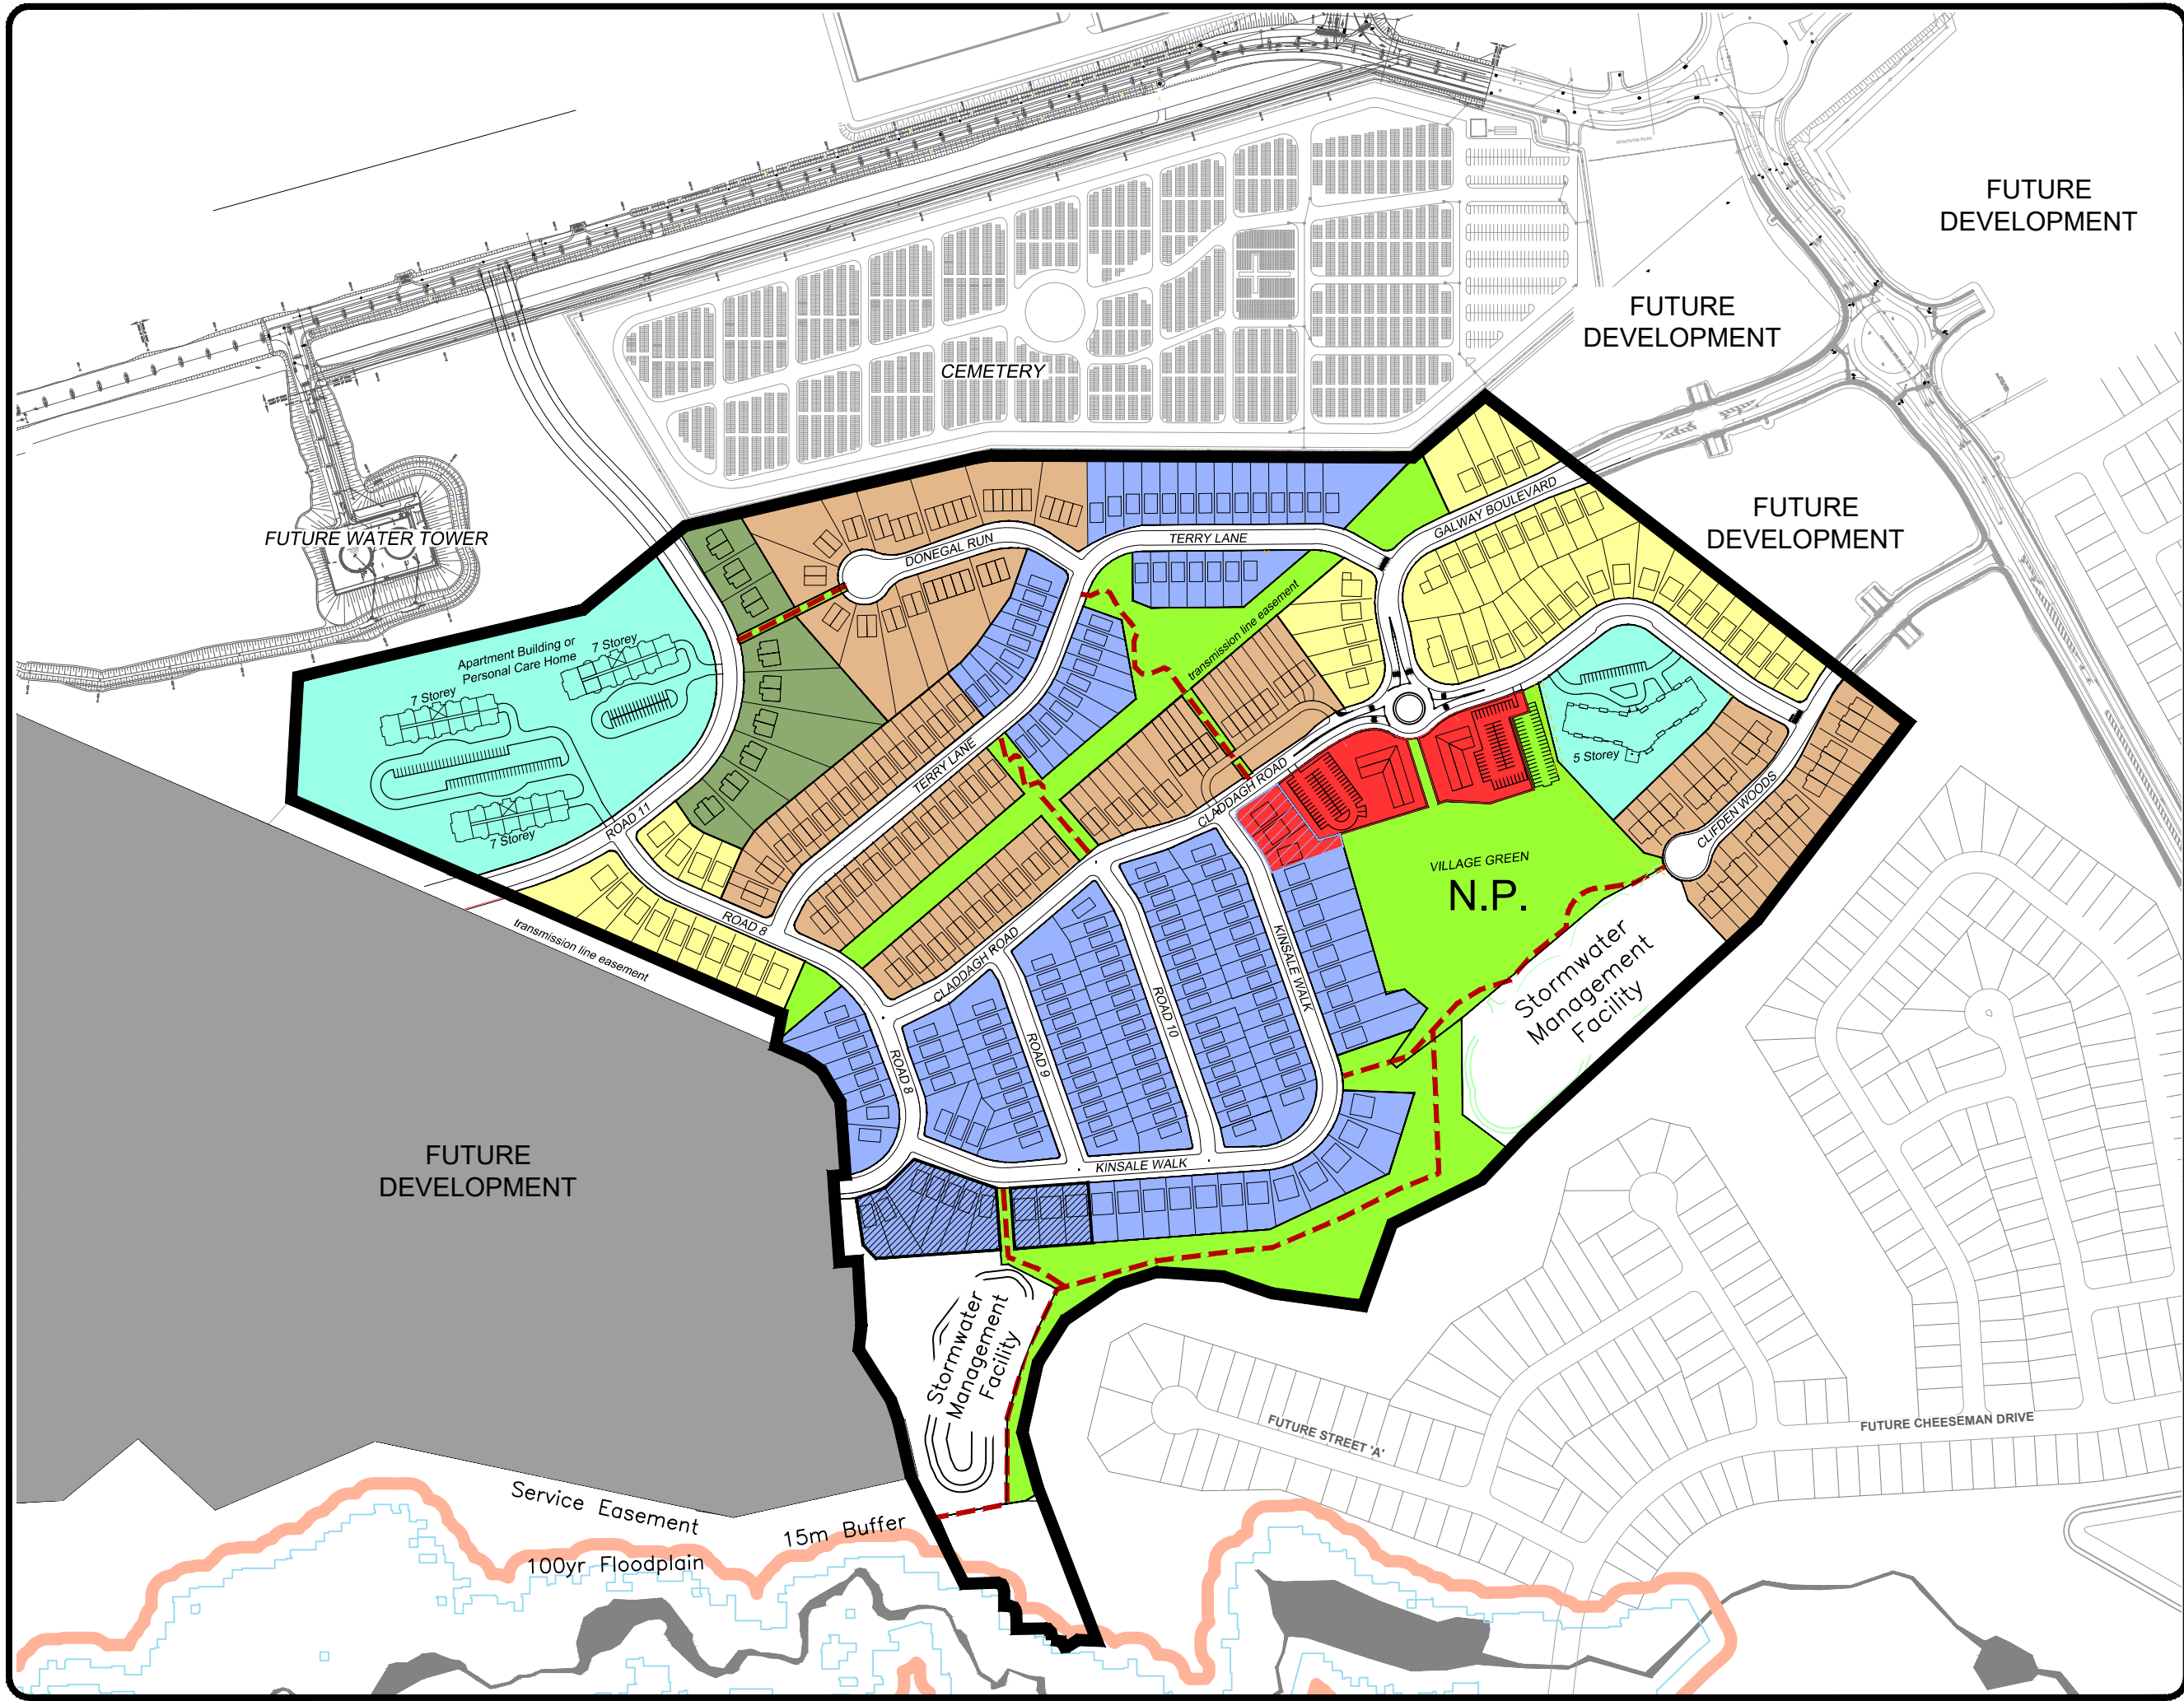 FUTURE
DEVELOPMENT
FUTURE
DEVELOPMENT
CEMETERY
FUTURE
DEVELOPMENT
GALWAY BOULEVARD
FUTURE WATER TOWER
DONEGAL RUN
TERRY LANE
transmission line easement
Apartment Building or
Personal Care Home
7 Storey
7 Storey
7 Storey
5 Storey
TERRY LANE
CLADDAGH ROAD
CLIFDEN WOODS
ROAD 11
VILLAGE GREEN
N.P.
ROAD 8
transmission line easement
CLADDAGH ROAD
KINSALE WALK
Stormwater
Management
Facility
ROAD 10
ROAD 9
ROAD 8
FUTURE
DEVELOPMENT
KINSALE WALK
Stormwater
Management
Facility
FUTURE STREET 'A'
FUTURE CHEESEMAN DRIVE
Service Easement
15m Buffer
100yr Floodplain